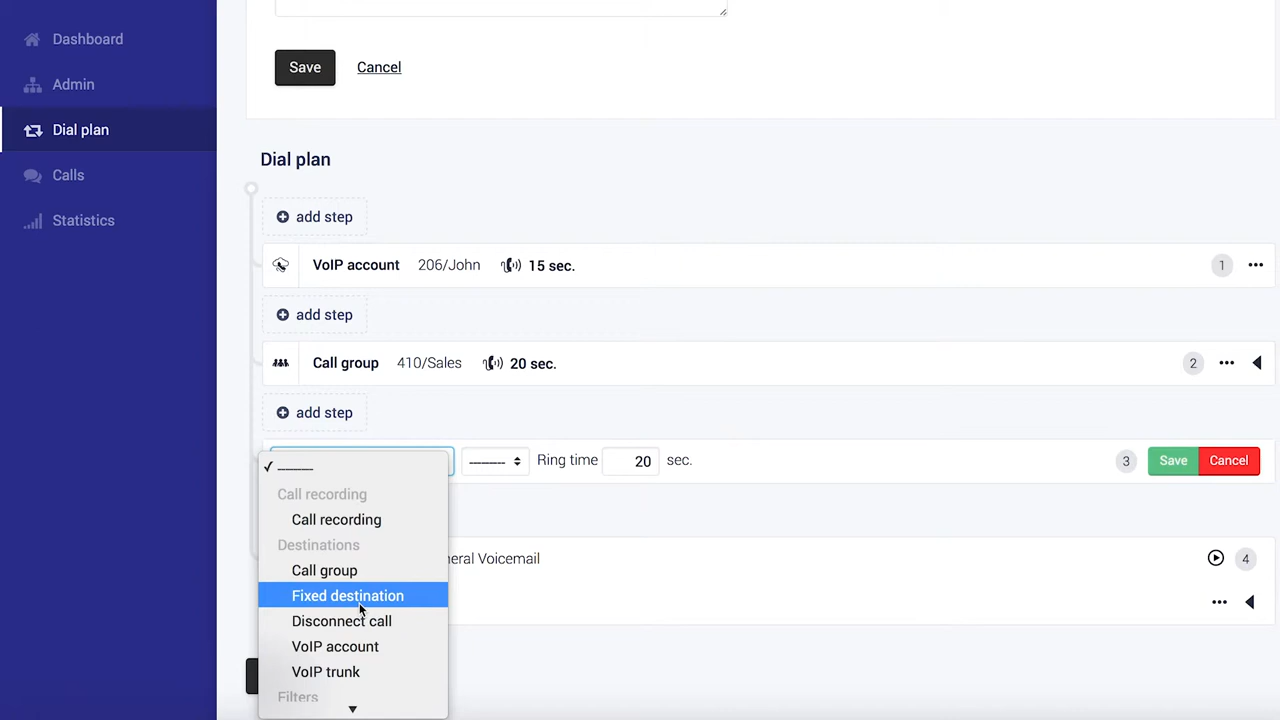 Dashboard
Admin
Dial plan
Calls
Statistics
Save Cancel
Dial plan
add step
VoIP account 206/John 15 sec. 1
add step
Call group 410/Sales 20 sec. 2
add step
--------- Ring time 20 sec. 3 Save Cancel
---------
Call recording
Call recording
Destinations
Call group
Fixed destination
Disconnect call
VoIP account
VoIP trunk
Filters
neral Voicemail 4